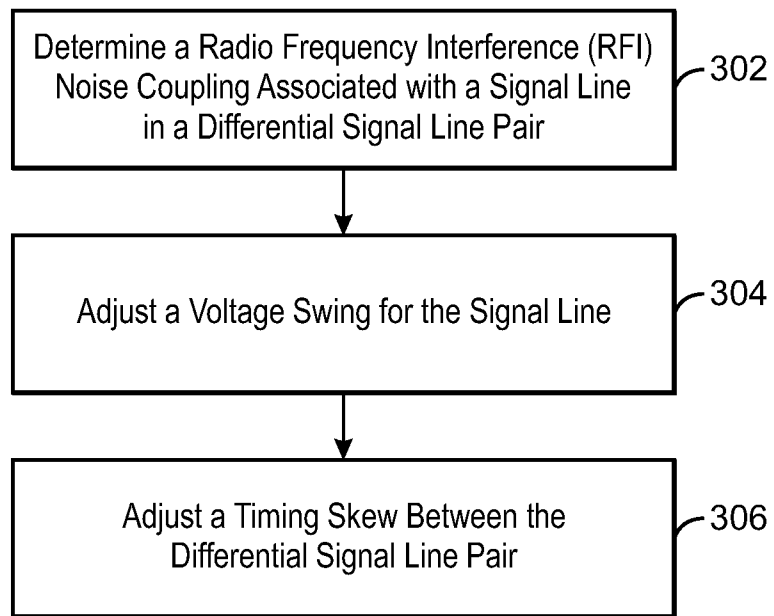 Determine a Radio Frequency Interference (RFI)
Noise Coupling Associated with a Signal Line
in a Differential Signal Line Pair
302
Adjust a Voltage Swing for the Signal Line
304
Adjust a Timing Skew Between the
Differential Signal Line Pair
306